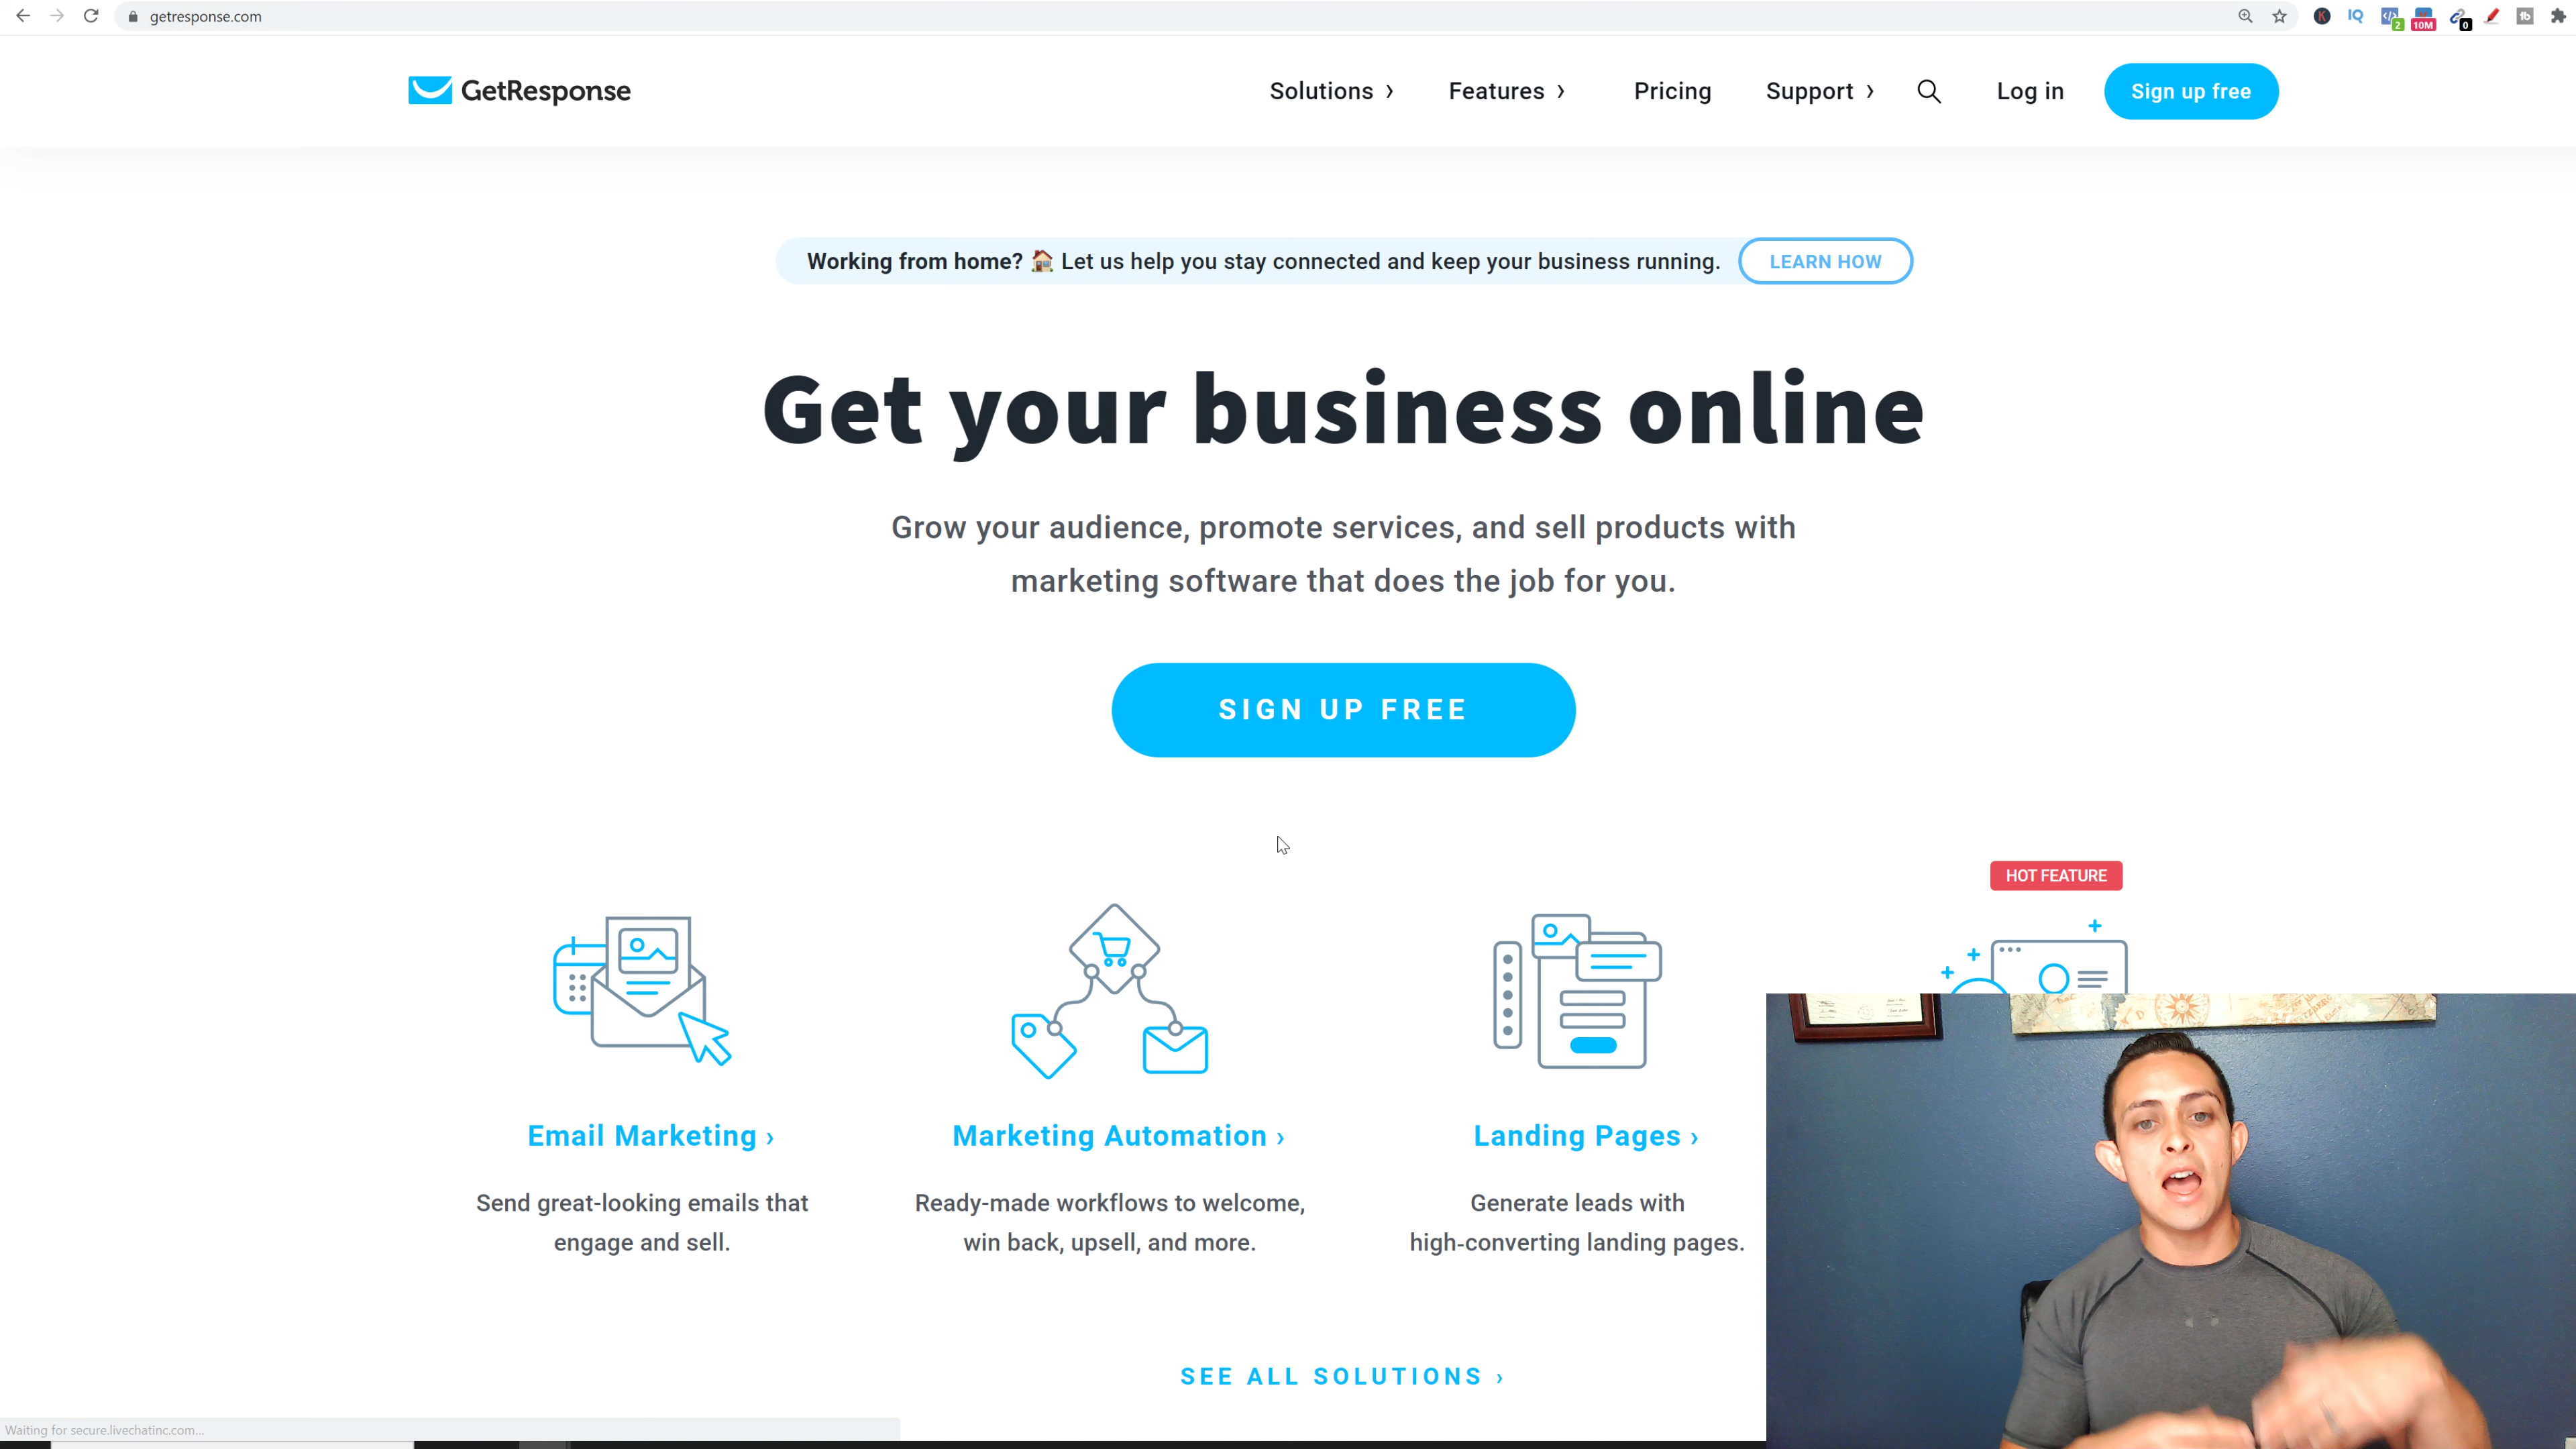 getresponse.com
2
10M
0
IQ
K
GetResponse
Solutions ›
Features ›
Pricing
Support ›
Log in
Sign up free
Working from home? 🏠 Let us help you stay connected and keep your business running.
LEARN HOW
Get your business online
Grow your audience, promote services, and sell products with
marketing software that does the job for you.
SIGN UP FREE
HOT FEATURE
Email Marketing ›
Send great-looking emails that
engage and sell.
Marketing Automation ›
Ready-made workflows to welcome,
win back, upsell, and more.
Landing Pages ›
Generate leads with
high-converting landing pages.
SEE ALL SOLUTIONS ›
Waiting for secure.livechatinc.com...